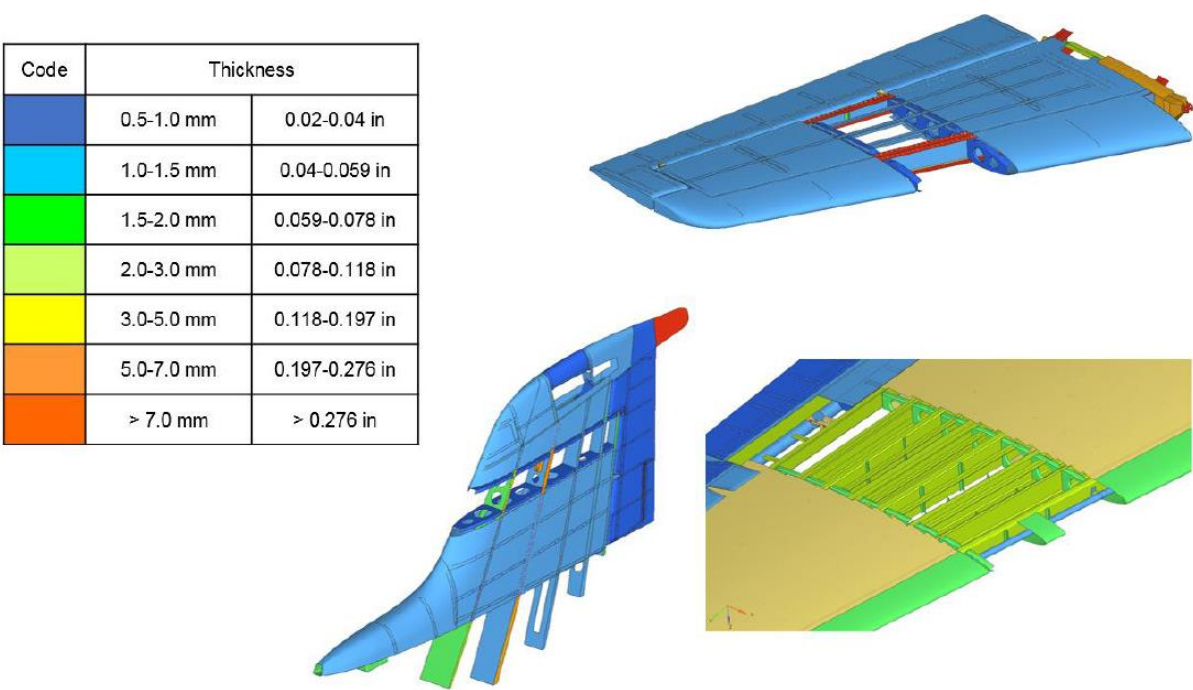 Code Thickness
0.5-1.0 mm 0.02-0.04 in
1.0-1.5 mm 0.04-0.059 in
1.5-2.0 mm 0.059-0.078 in
2.0-3.0 mm 0.078-0.118 in
3.0-5.0 mm 0.118-0.197 in
5.0-7.0 mm 0.197-0.276 in
> 7.0 mm > 0.276 in